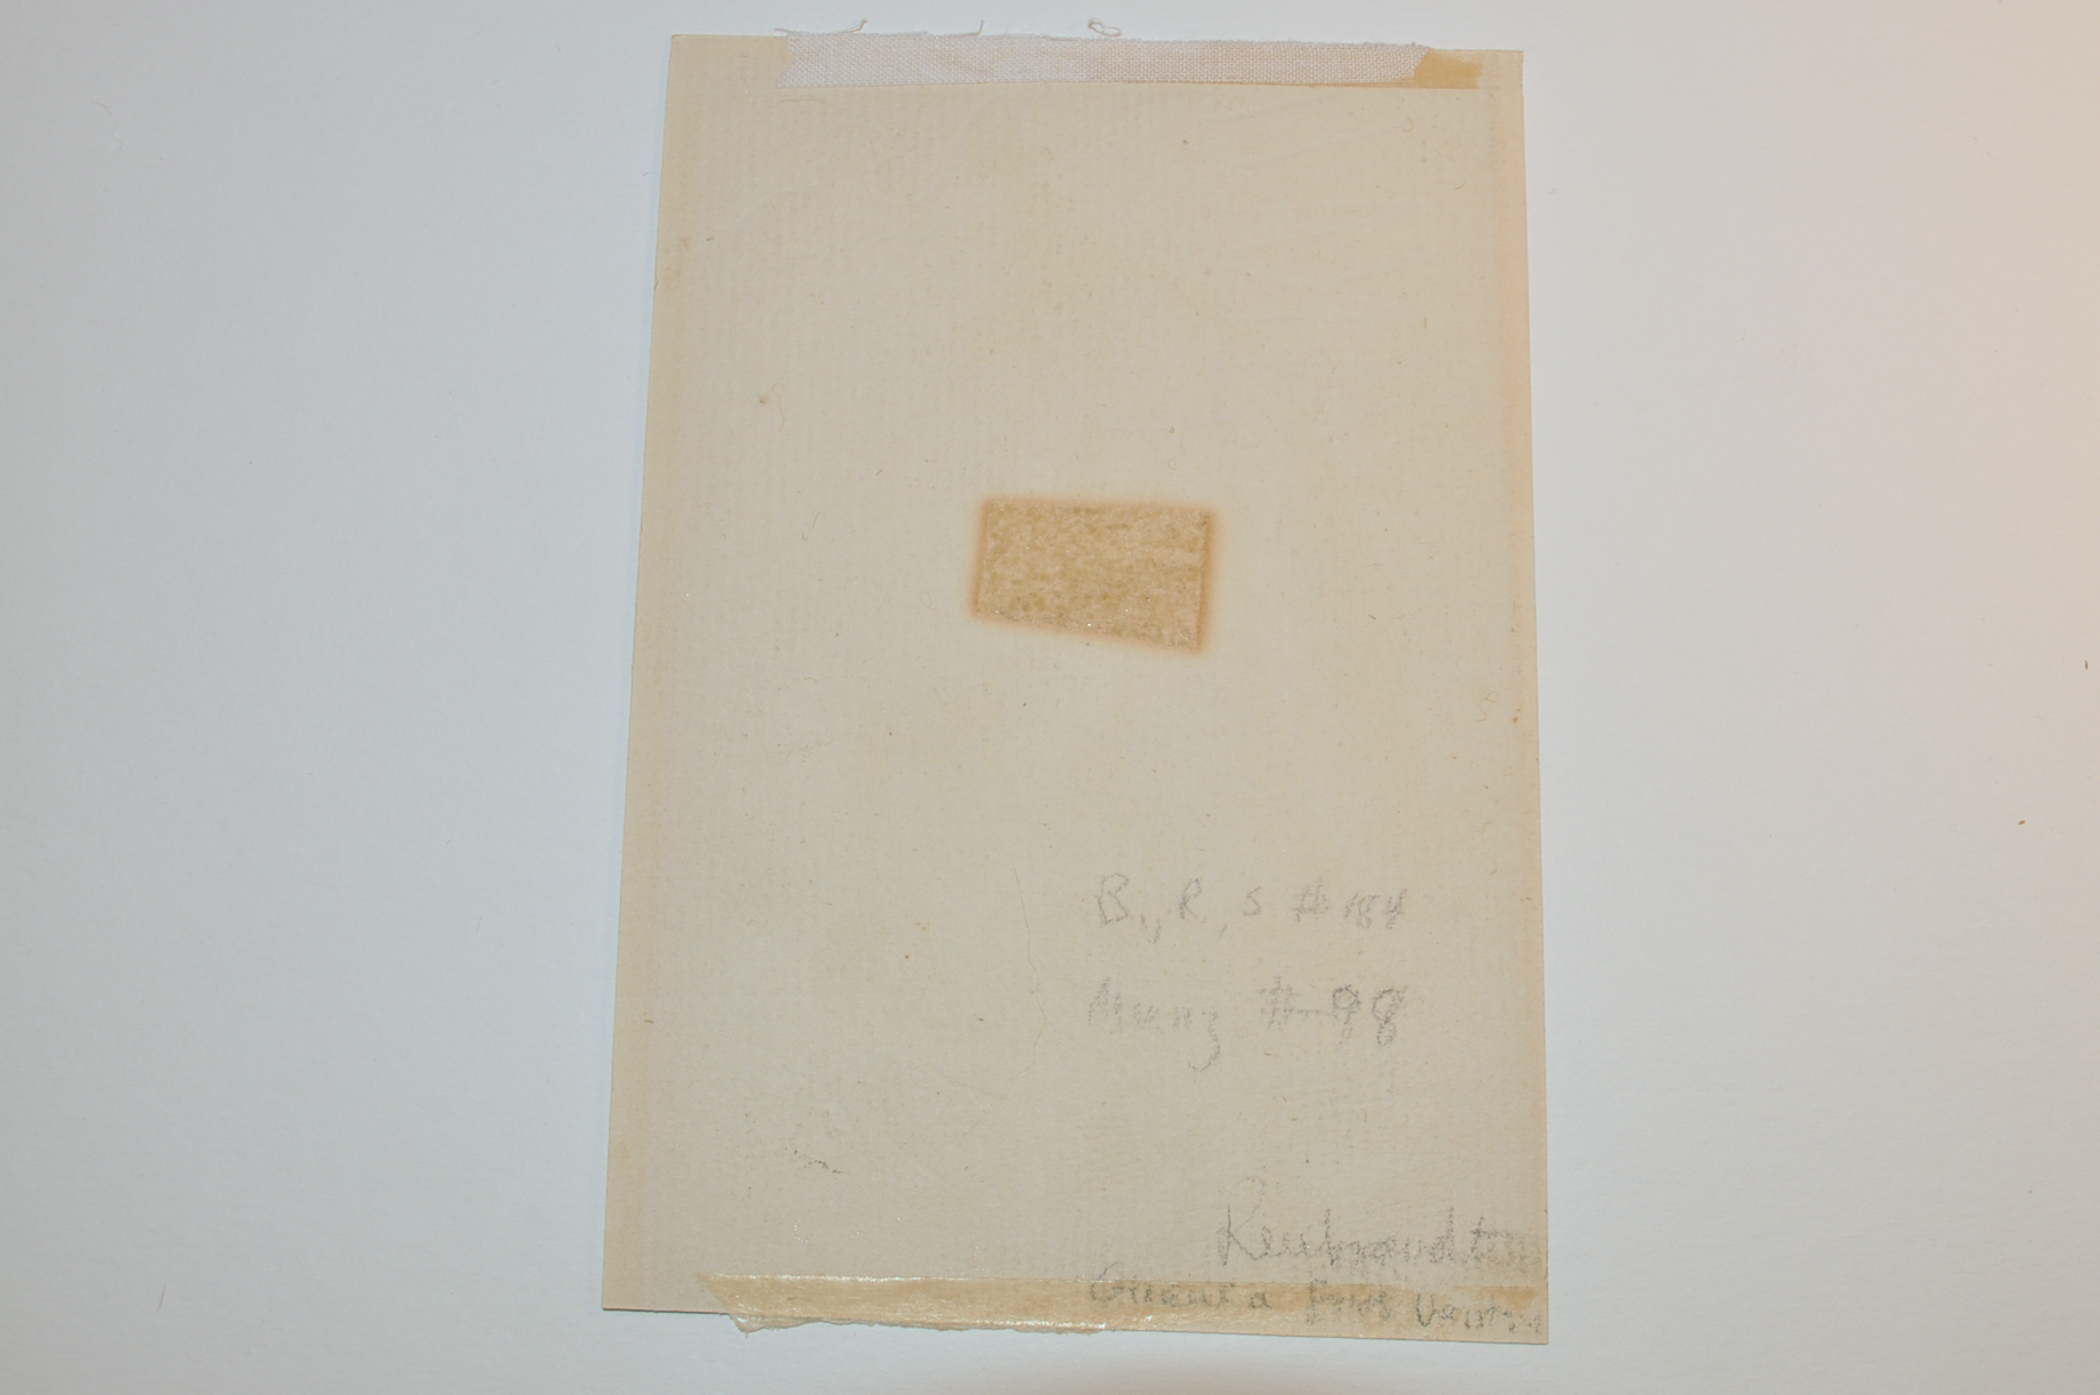 B., R, S # 184
Munz # 98
Rembrandt
a